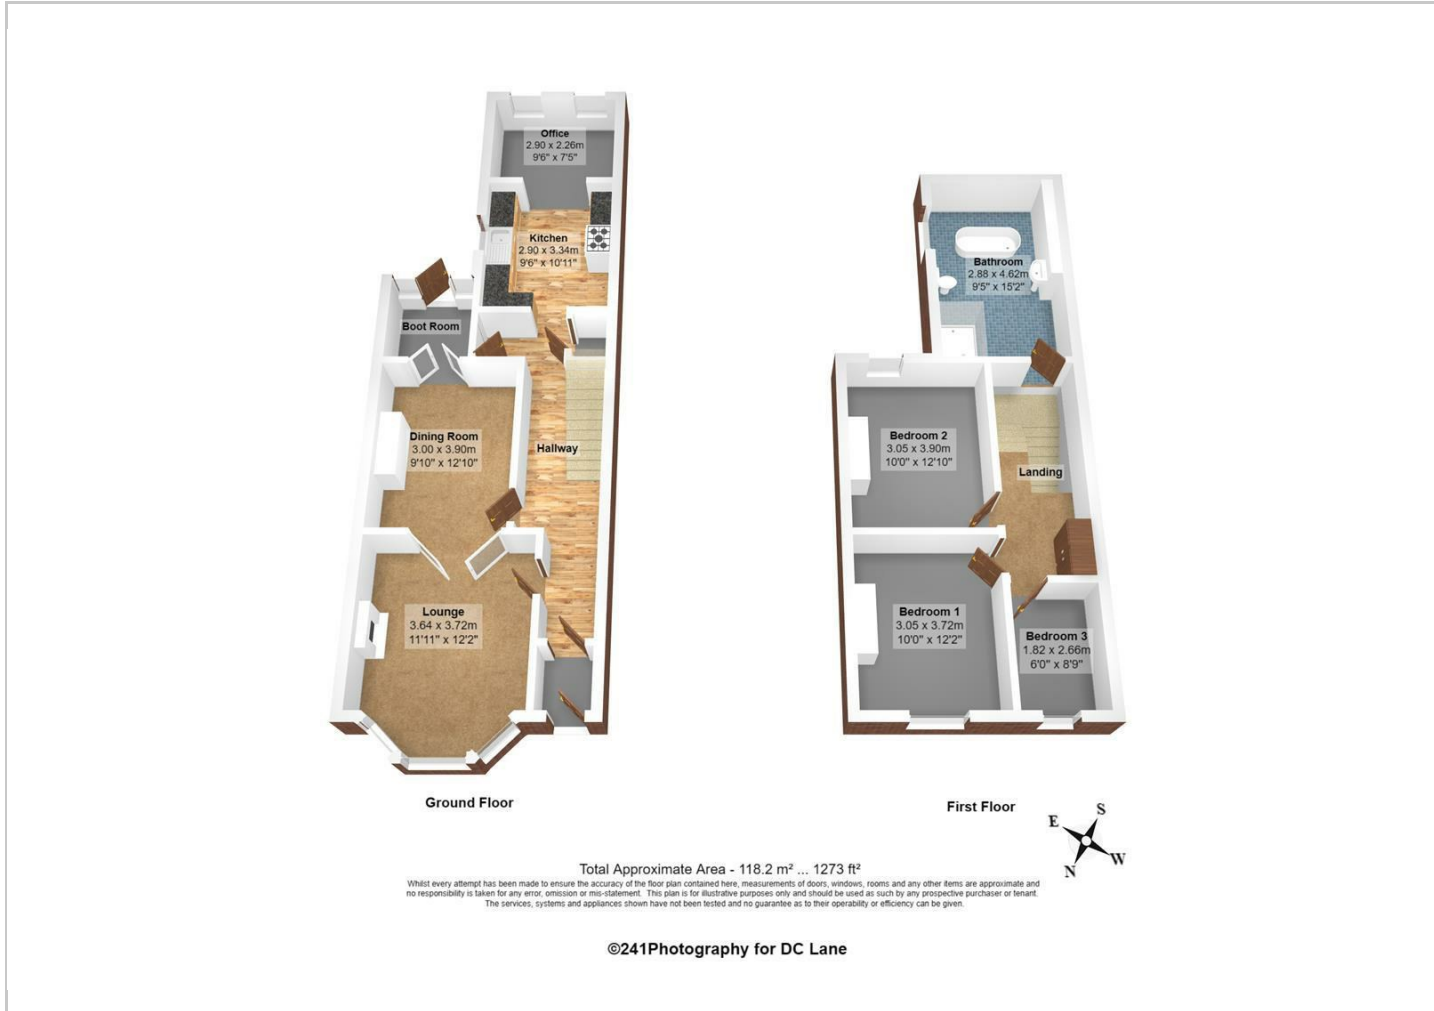 Office
2.90 x 2.26m
9'6" x 7'5"
Kitchen
2.90 x 3.34m
9'6" x 10'11"
Boot Room
Dining Room
3.00 x 3.90m
9'10" x 12'10"
Hallway
Lounge
3.64 x 3.72m
11'11" x 12'2"
Ground Floor
Bathroom
2.88 x 4.62m
9'5" x 15'2"
Bedroom 2
3.05 x 3.90m
10'0" x 12'10"
Landing
Bedroom 1
3.05 x 3.72m
10'0" x 12'2"
Bedroom 3
1.82 x 2.66m
6'0" x 8'9"
First Floor
S
E
W
N
Total Approximate Area - 118.2 m² ... 1273 ft²
Whilst every attempt has been made to ensure the accuracy of the floor plan contained here, measurements of doors, windows, rooms and any other items are approximate and
no responsibility is taken for any error, omission or mis-statement. This plan is for illustrative purposes only and should be used as such by any prospective purchaser or tenant.
The services, systems and appliances shown have not been tested and no guarantee as to their operability or efficiency can be given.
©241Photography for DC Lane